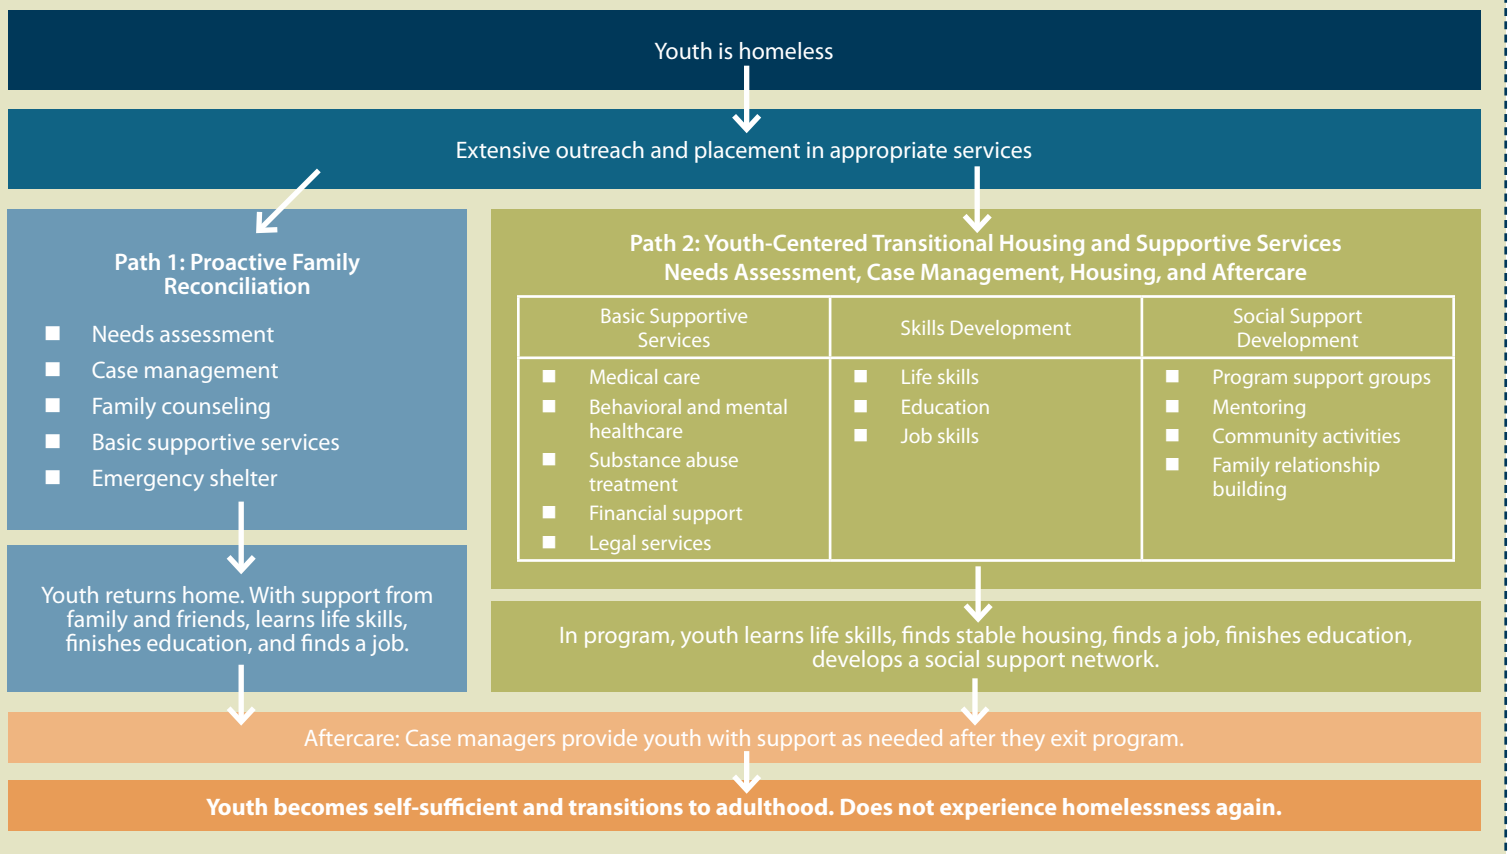 Youth is homeless
Extensive outreach and placement in appropriate services
Path 1: Proactive Family
Reconciliation
Needs assessment
Case management
Family counseling
Basic supportive services
Emergency shelter
Youth returns home. With support from
family and friends, learns life skills,
finishes education, and finds a job.
Path 2: Youth-Centered Transitional Housing and Supportive Services
Needs Assessment, Case Management, Housing, and Aftercare
Basic Supportive
Services
Medical care
Behavioral and mental
healthcare
Substance abuse
treatment
Financial support
Legal services
Skills Development
Life skills
Education
Job skills
Social Support
Development
Program support groups
Mentoring
Community activities
Family relationship
building
In program, youth learns life skills, finds stable housing, finds a job, finishes education,
develops a social support network.
Aftercare: Case managers provide youth with support as needed after they exit program.
Youth becomes self-sufficient and transitions to adulthood. Does not experience homelessness again.